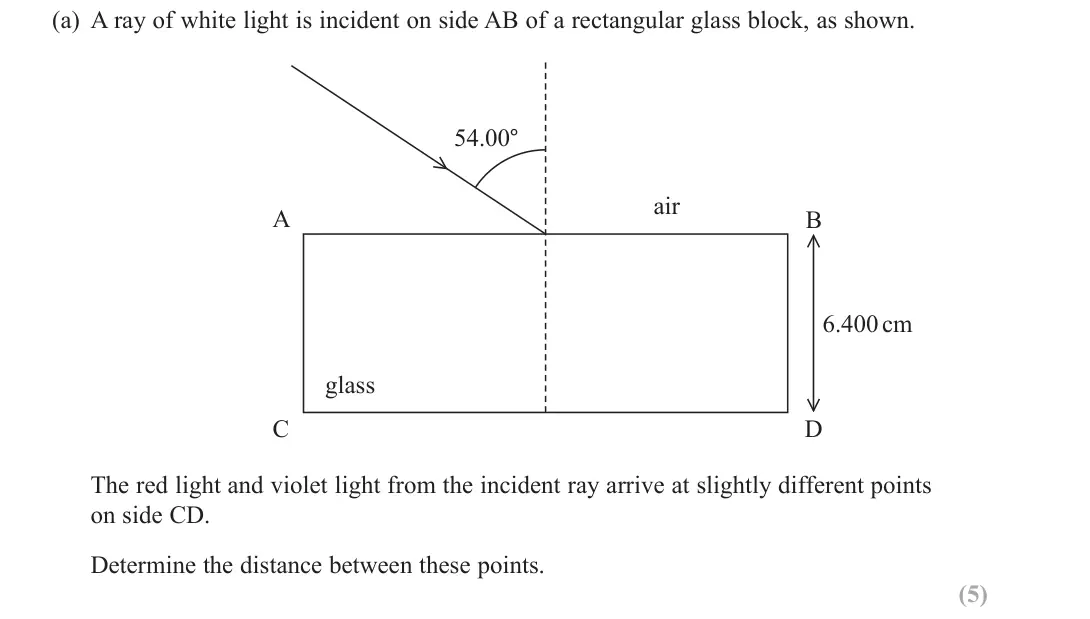 (a) A ray of white light is incident on side AB of a rectangular glass block, as shown.
54.00°
air
A
B
6.400 cm
glass
C
D
The red light and violet light from the incident ray arrive at slightly different points
on side CD.
Determine the distance between these points.
(5)